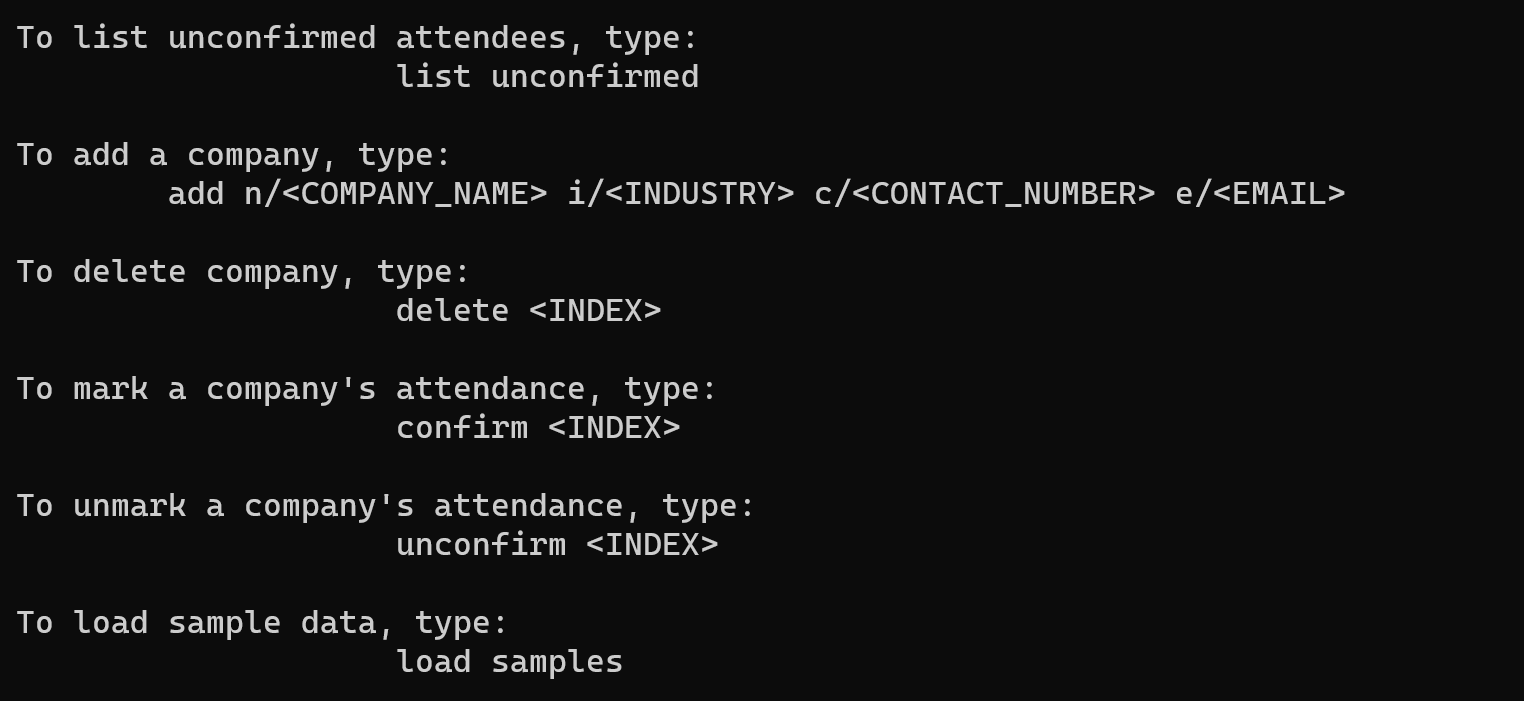 To list unconfirmed attendees, type:
list unconfirmed
To add a company, type:
add n/<COMPANY_NAME> i/<INDUSTRY> c/<CONTACT_NUMBER> e/<EMAIL>
To delete company, type:
delete <INDEX>
To mark a company's attendance, type:
confirm <INDEX>
To unmark a company's attendance, type:
unconfirm <INDEX>
To load sample data, type:
load samples